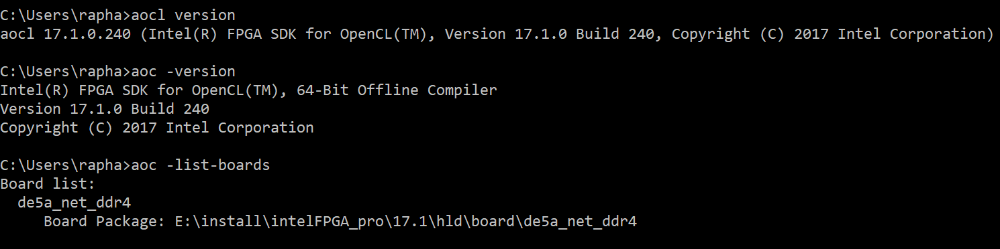 C:\Users\rapha>aocl version
aocl 17.1.0.240 (Intel(R) FPGA SDK for OpenCL(TM), Version 17.1.0 Build 240, Copyright (C) 2017 Intel Corporation)
C:\Users\rapha>aoc -version
Intel(R) FPGA SDK for OpenCL(TM), 64-Bit Offline Compiler
Version 17.1.0 Build 240
Copyright (C) 2017 Intel Corporation
C:\Users\rapha>aoc -list-boards
Board list:
  de5a_net_ddr4
     Board Package: E:\install\intelFPGA_pro\17.1\hld\board\de5a_net_ddr4